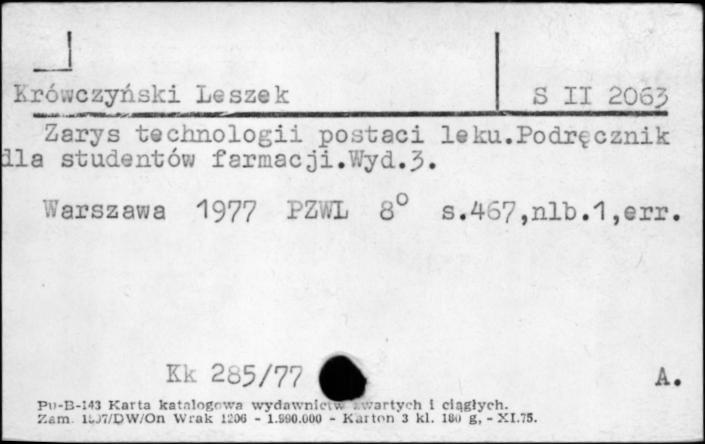 Krówczyński Leszek S II 2063
Zarys technologii postaci leku.Podręcznik
dla studentów farmacji.Wyd.3.
Warszawa 1977 PZWL 8° s.467,nlb.1,err.
Kk 285/77 A.
Pu-B-143 Karta katalogowa wydawnictw zwartych i ciągłych.
Zam. /DW/On Wrak 1206 - 1.990.000 - Karton 3 kl. 180 g, - XI.75.